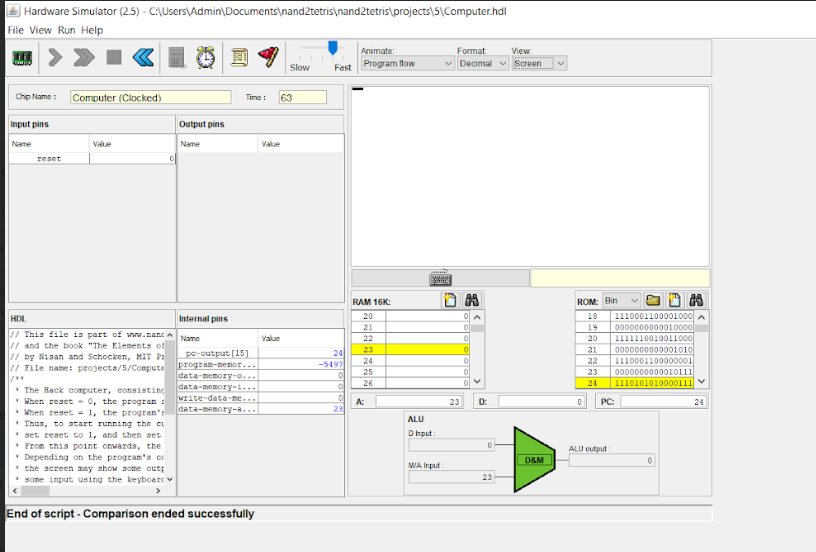 Hardware Simulator (2.5) - C:\Users\Admin\Documents\nand2tetris\nand2tetris\projects\5\Computer.hdl
File View Run Help
Slow Fast
Animate: Format: View:
Program flow Decimal Screen
Chip Name : Computer (Clocked) Time : 63
Input pins
Name Value
reset 0
Output pins
Name Value
RAM 16K:
20 0
21 0
22 0
23 0
24 0
25 0
26 0
ROM: Bin
18 1110001100001000
19 0000000000010000
20 1111110010011000
21 0000000000001010
22 1110001100000001
23 0000000000010111
24 1110101010000111
HDL
// This file is part of www.nand
// and the book "The Elements of
// by Nisan and Schocken, MIT Pr
// File name: projects/5/Compute
/**
* The Hack computer, consisting
* When reset = 0, the program s
* When reset = 1, the program's
* Thus, to start running the cu
* set reset to 1, and then set
* From this point onwards, the
* Depending on the program's co
* the screen may show some outp
* some input using the keyboard
Internal pins
Name Value
pc-output[15] 24
program-memor... -5497
data-memory-o... 0
data-memory-i... 0
write-data-me... 0
data-memory-a... 23
A: 23 D: 0 PC: 24
ALU
D Input : 0
M/A Input : 23
D&M
ALU output : 0
End of script - Comparison ended successfully